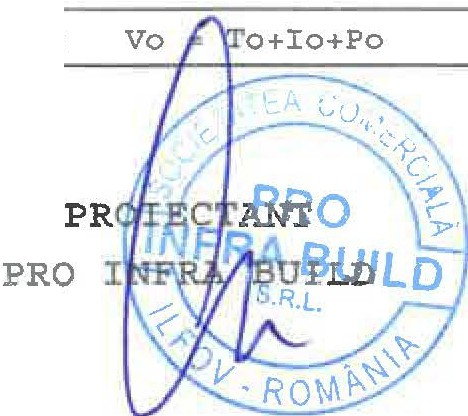 Vo = To+Io+Po
PROIECTANT
PRO INFRA BUILD
SOCIETATEA COMERCIALĂ
PRO
INFRA BUILD
S.R.L.
ILFOV - ROMÂNIA